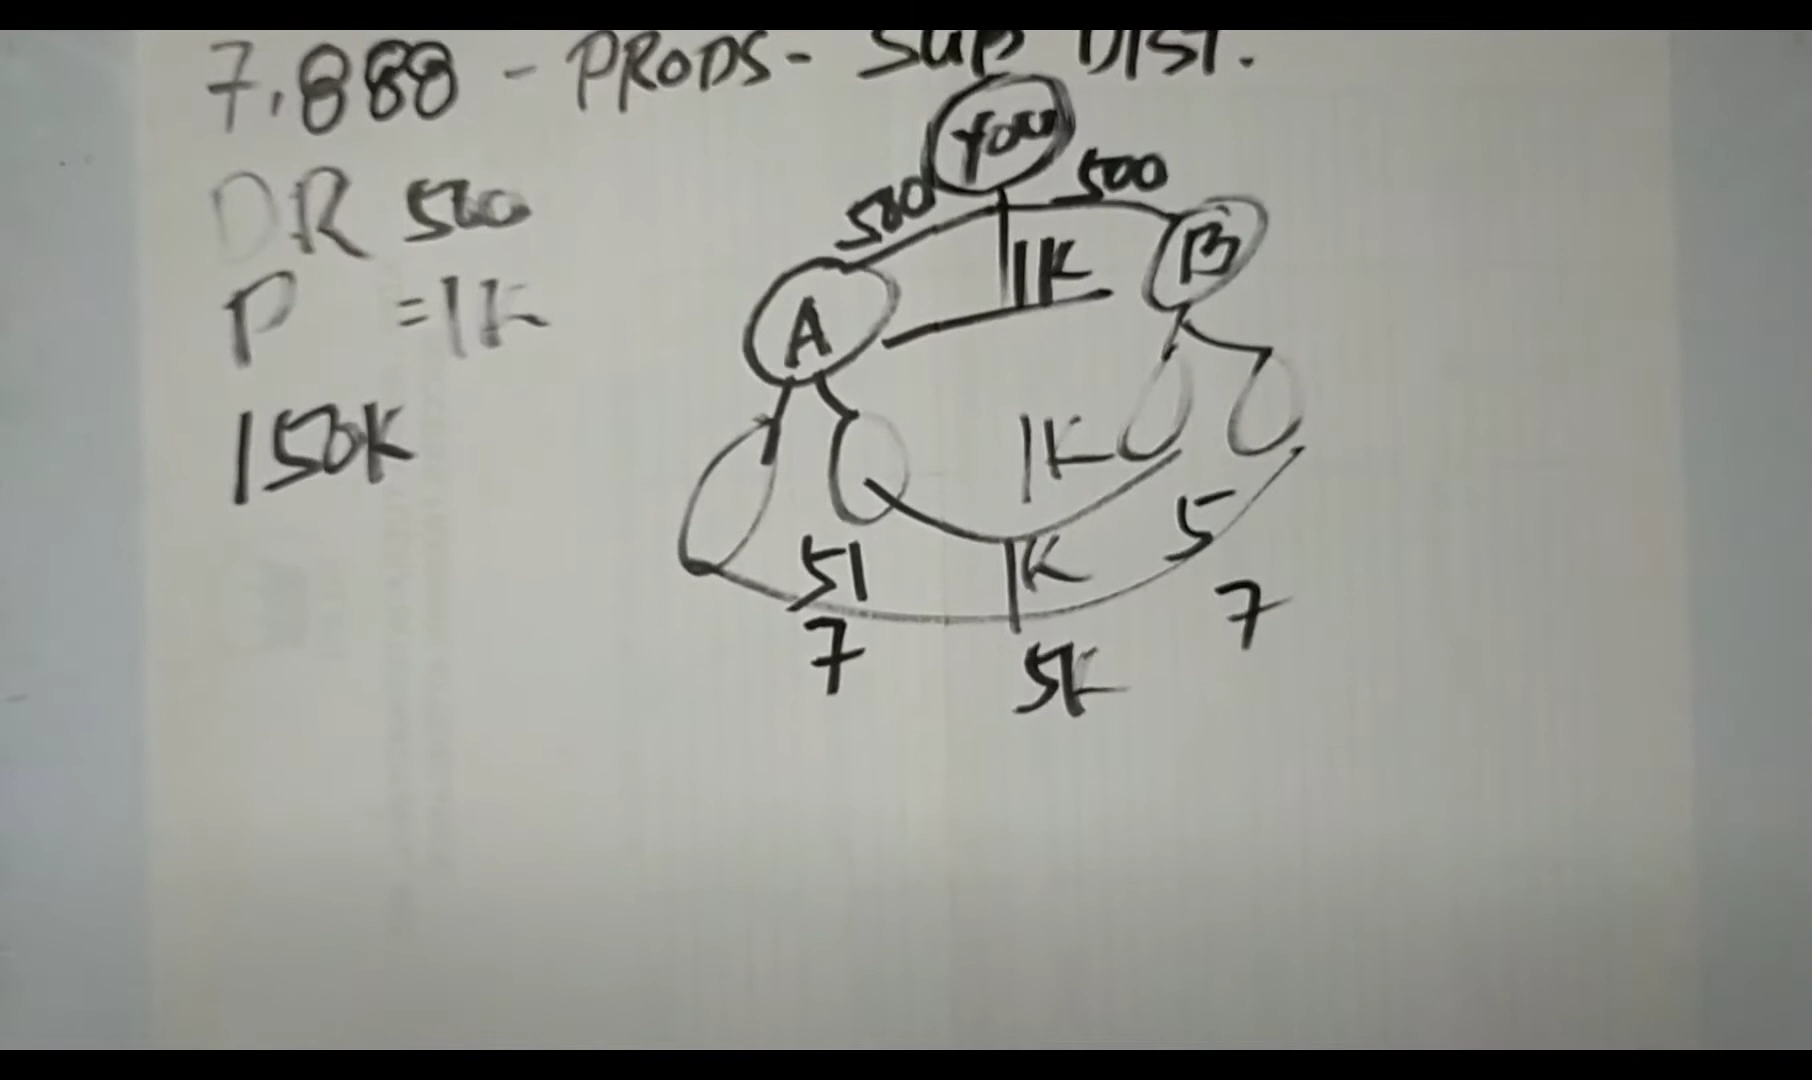 7,888 - PRODS - SUB DIST.
You
DR 500
500
500
B
P = 1K
1K
A
150K
1K
51
1K
5
7
5K
7